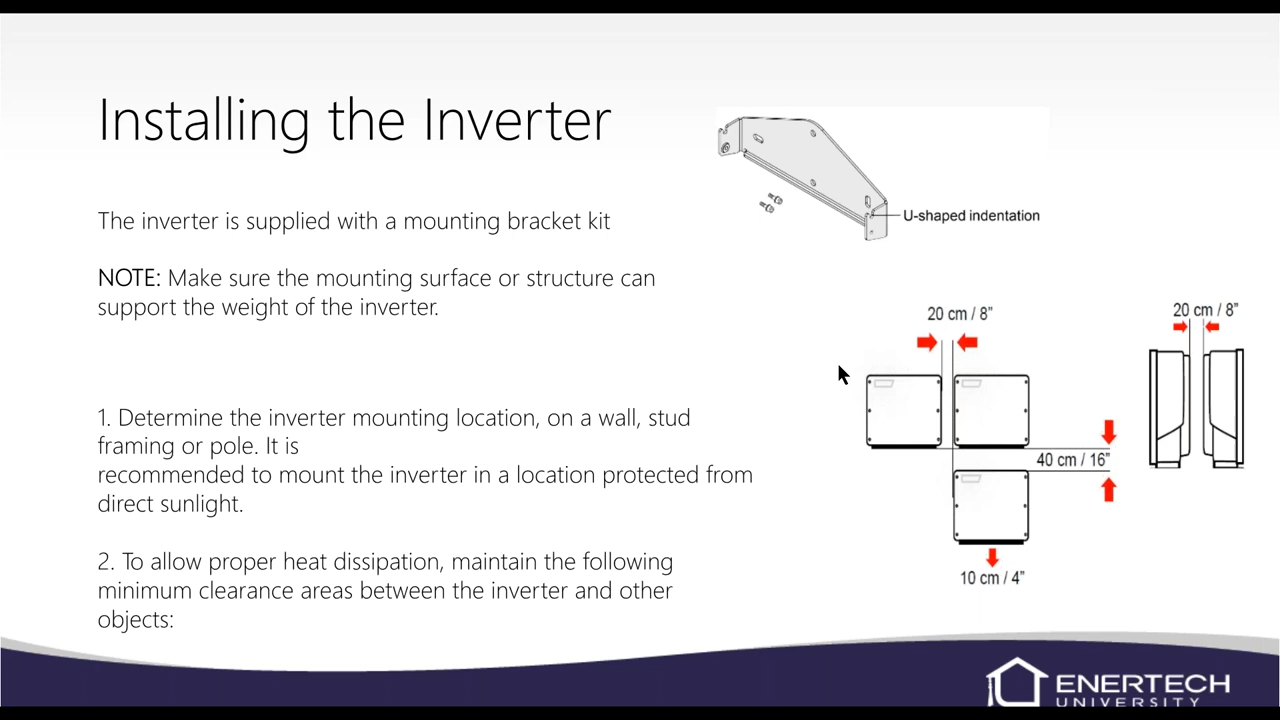 Installing the Inverter
The inverter is supplied with a mounting bracket kit
NOTE: Make sure the mounting surface or structure can
support the weight of the inverter.
1. Determine the inverter mounting location, on a wall, stud
framing or pole. It is
recommended to mount the inverter in a location protected from
direct sunlight.
2. To allow proper heat dissipation, maintain the following
minimum clearance areas between the inverter and other
objects:
U-shaped indentation
20 cm / 8”
20 cm / 8”
40 cm / 16”
10 cm / 4”
ENERTECH
UNIVERSITY